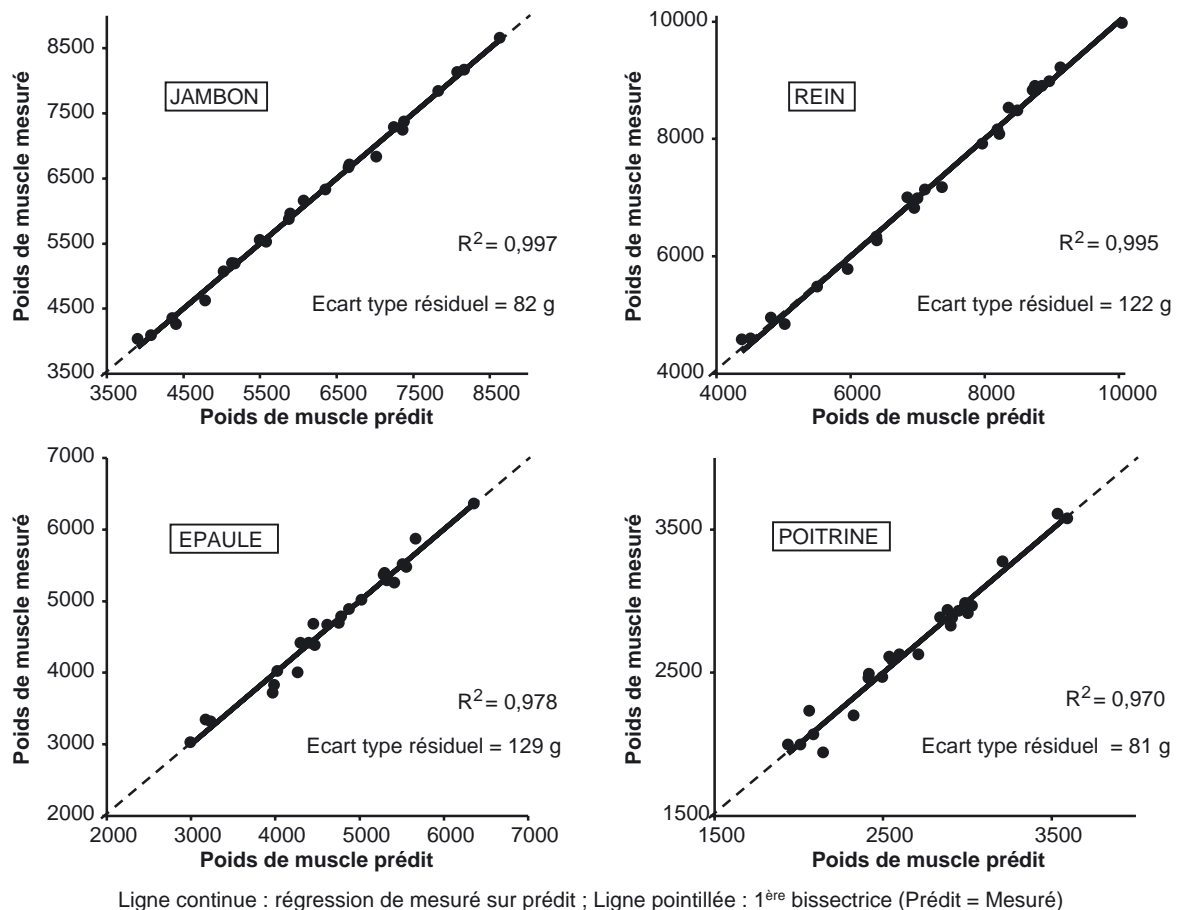 JAMBON
Poids de muscle mesuré
8500
7500
6500
5500
4500
3500
R2 = 0,997
Ecart type résiduel = 82 g
3500 4500 5500 6500 7500 8500
Poids de muscle prédit
REIN
Poids de muscle mesuré
10000
8000
6000
4000
R2 = 0,995
Ecart type résiduel = 122 g
4000 6000 8000 10000
Poids de muscle prédit
EPAULE
Poids de muscle mesuré
7000
6000
5000
4000
3000
2000
R2 = 0,978
Ecart type résiduel = 129 g
2000 3000 4000 5000 6000 7000
Poids de muscle prédit
POITRINE
Poids de muscle mesuré
3500
2500
1500
R2 = 0,970
Ecart type résiduel = 81 g
1500 2500 3500
Poids de muscle prédit
Ligne continue : régression de mesuré sur prédit ; Ligne pointillée : 1ère bissectrice (Prédit = Mesuré)